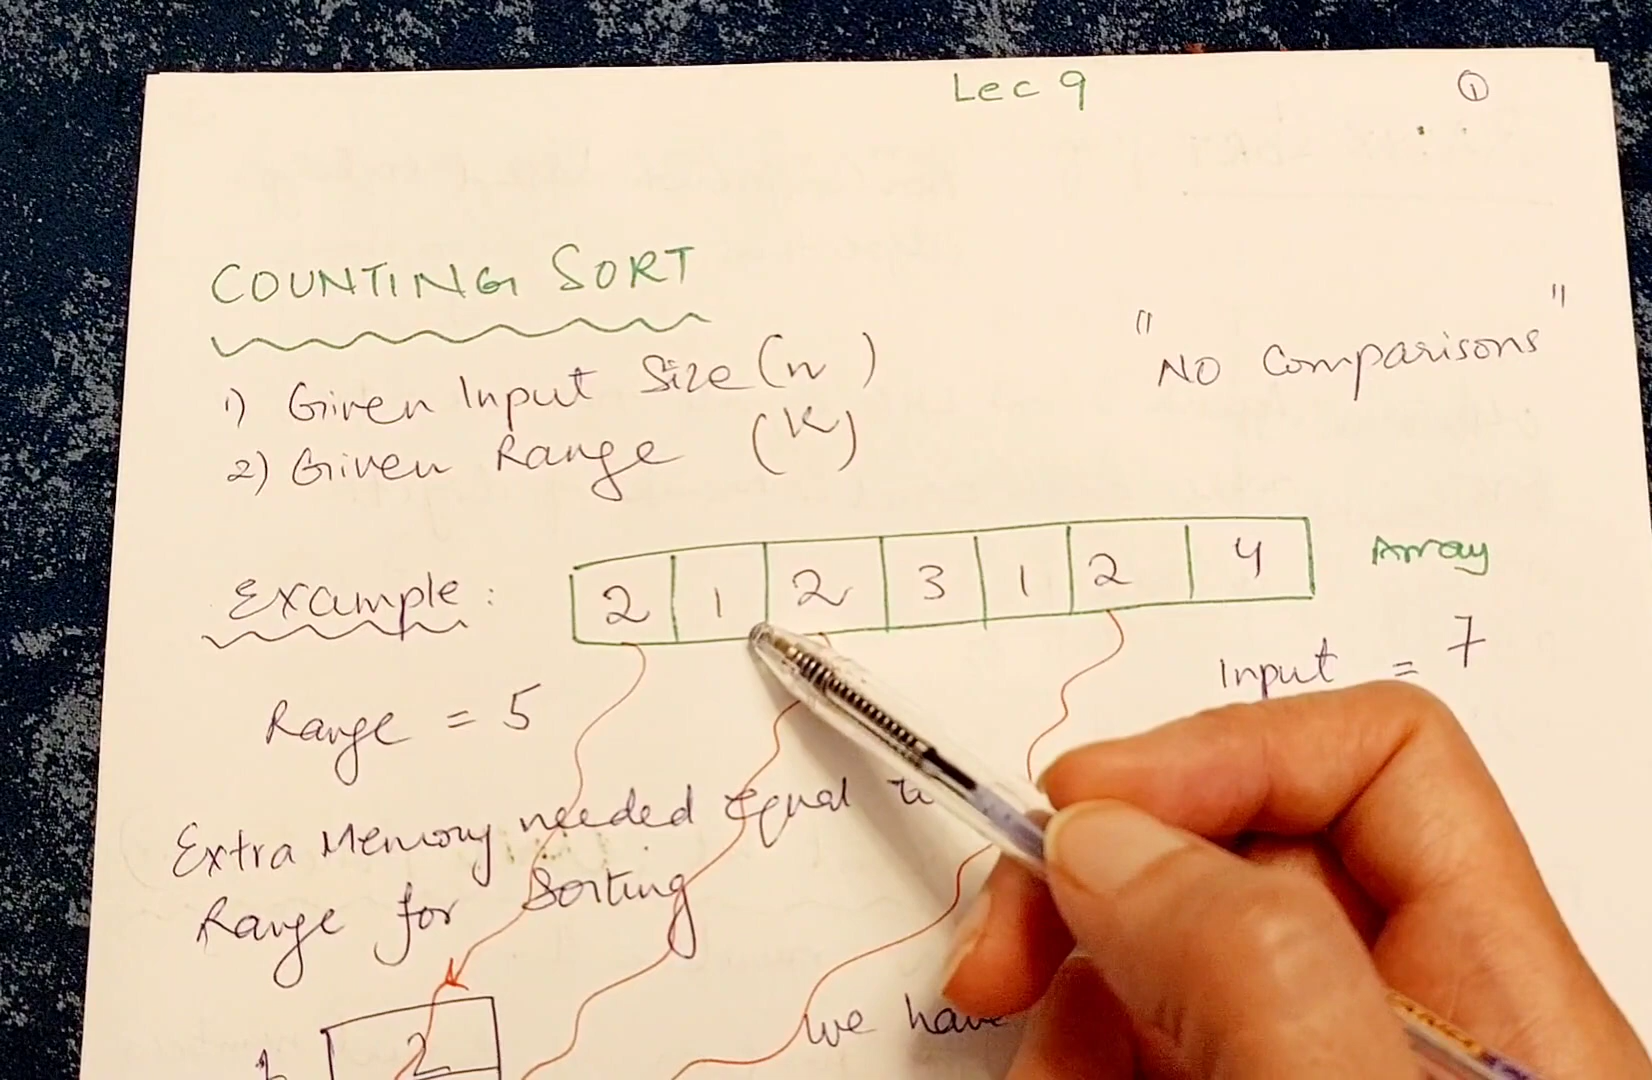 Lec 9
1
COUNTING SORT
1) Given Input Size (n)
2) Given Range (K)
"No Comparisons"
Example: 2 1 2 3 1 2 4 Array
Range = 5
Input = 7
Extra Memory needed Equal to
Range for Sorting
we have
1 2